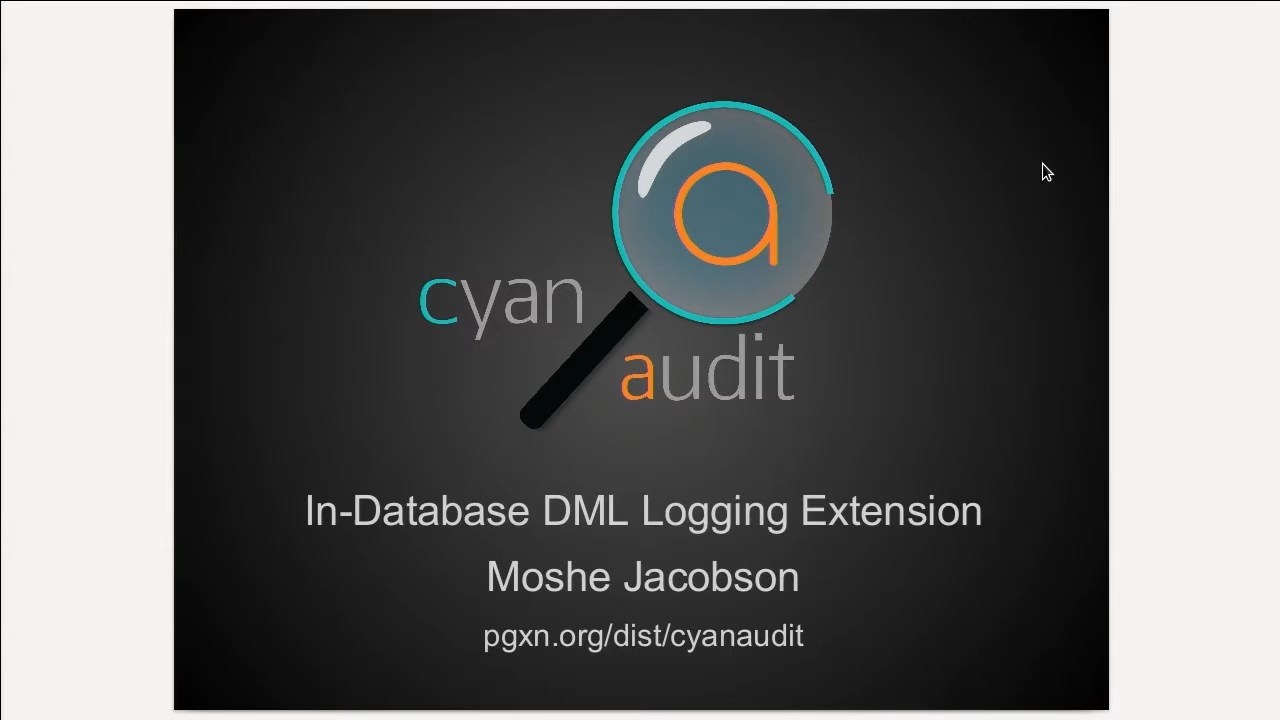 cyan
audit
In-Database DML Logging Extension
Moshe Jacobson
pgxn.org/dist/cyanaudit